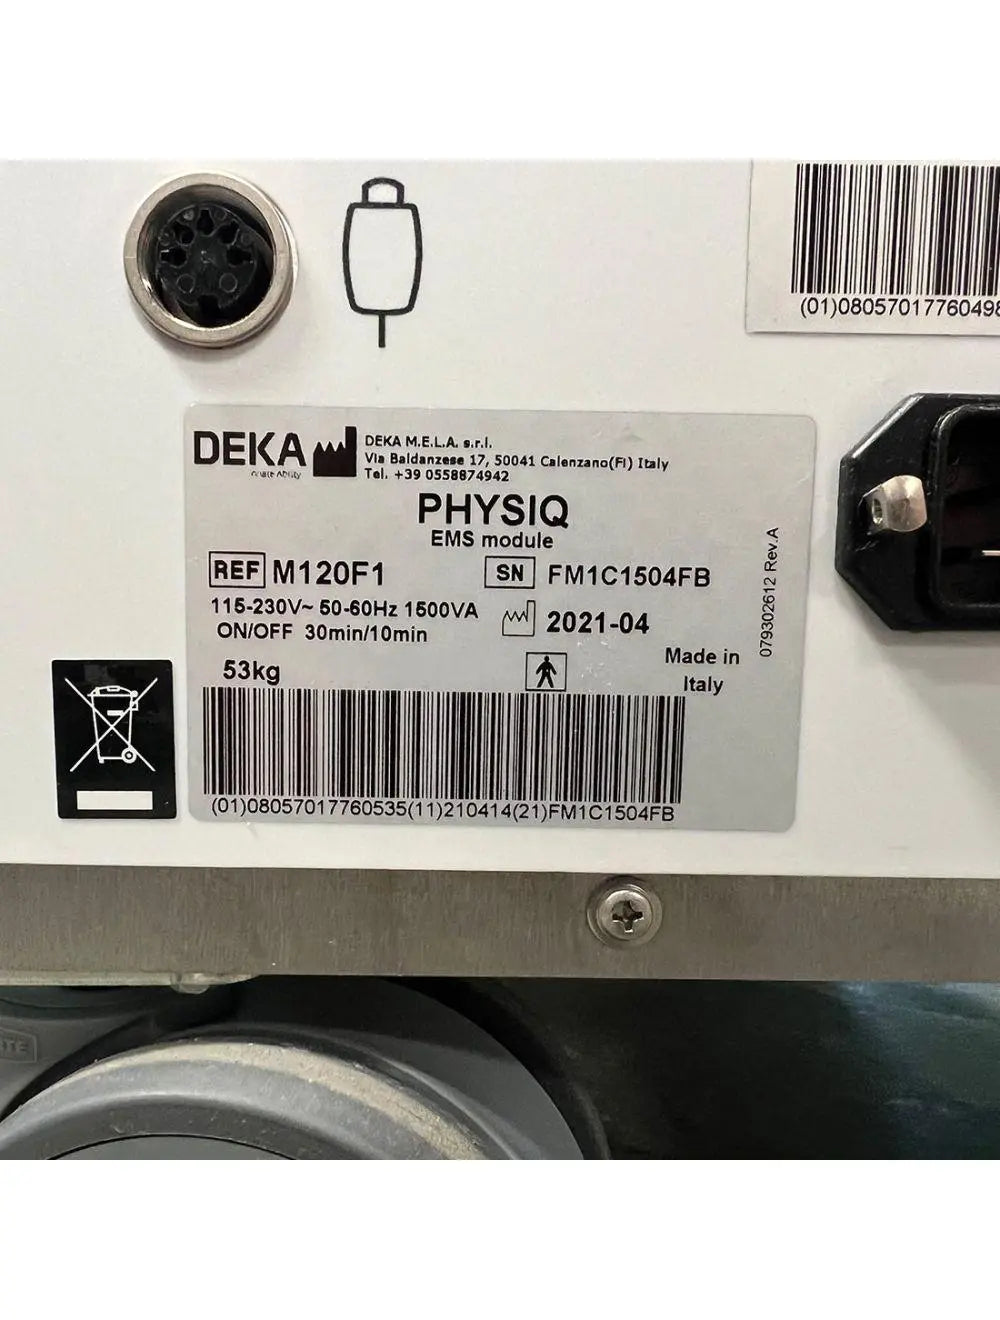 (01)0805701776049
DEKA
DEKA M.E.L.A. s.r.l.
Via Baldanzese 17, 50041 Calenzano(FI) Italy
Tel. +39 0558874942
PHYSIQ
EMS module
REF M120F1
SN FM1C1504FB
115-230V~ 50-60Hz 1500VA
ON/OFF 30min/10min
2021-04
53kg
Made in
Italy
079302612 Rev.A
(01)08057017760535(11)210414(21)FM1C1504FB